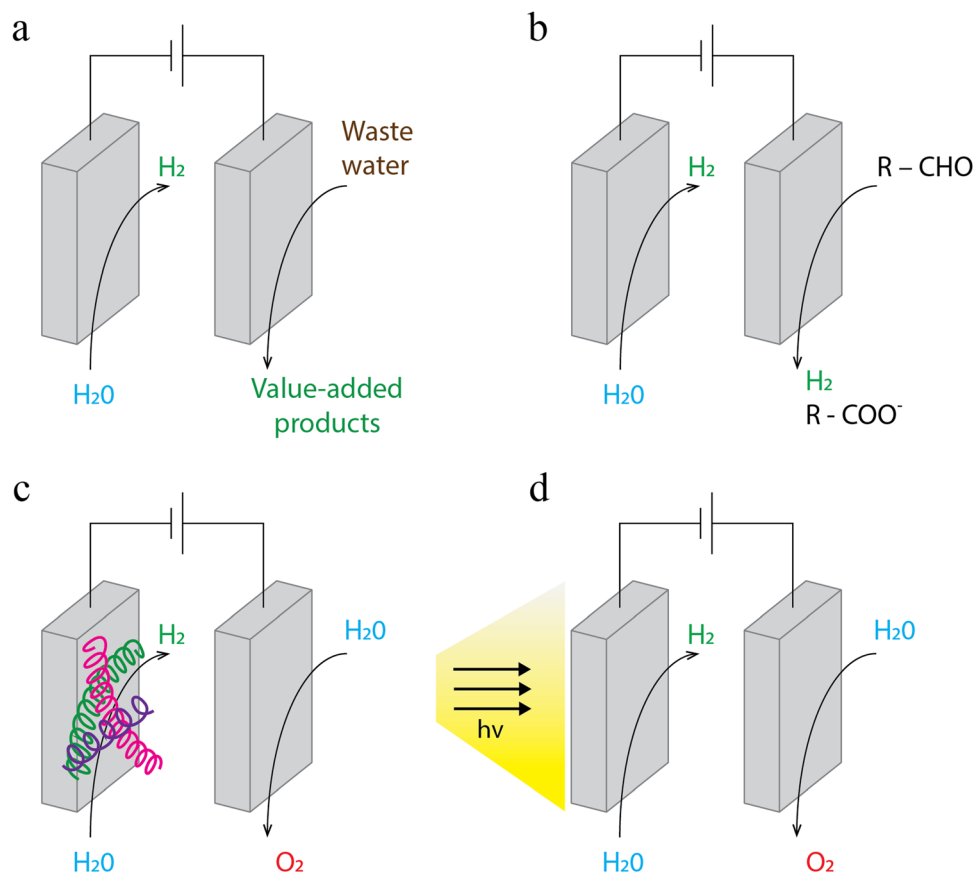 a
Waste
water
H₂
H₂0
Value-added
products
b
H₂
R – CHO
H₂0
H₂
R - COO⁻
c
H₂
H₂0
H₂0
O₂
d
hv
H₂
H₂0
H₂0
O₂